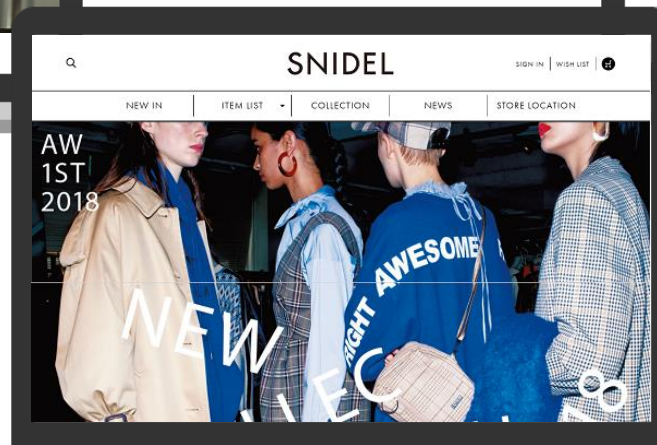 SNIDEL
SIGN IN
WISH LIST
NEW IN
ITEM LIST
COLLECTION
NEWS
STORE LOCATION
AW
1ST
2018
RIGHT AWESOME
NEW